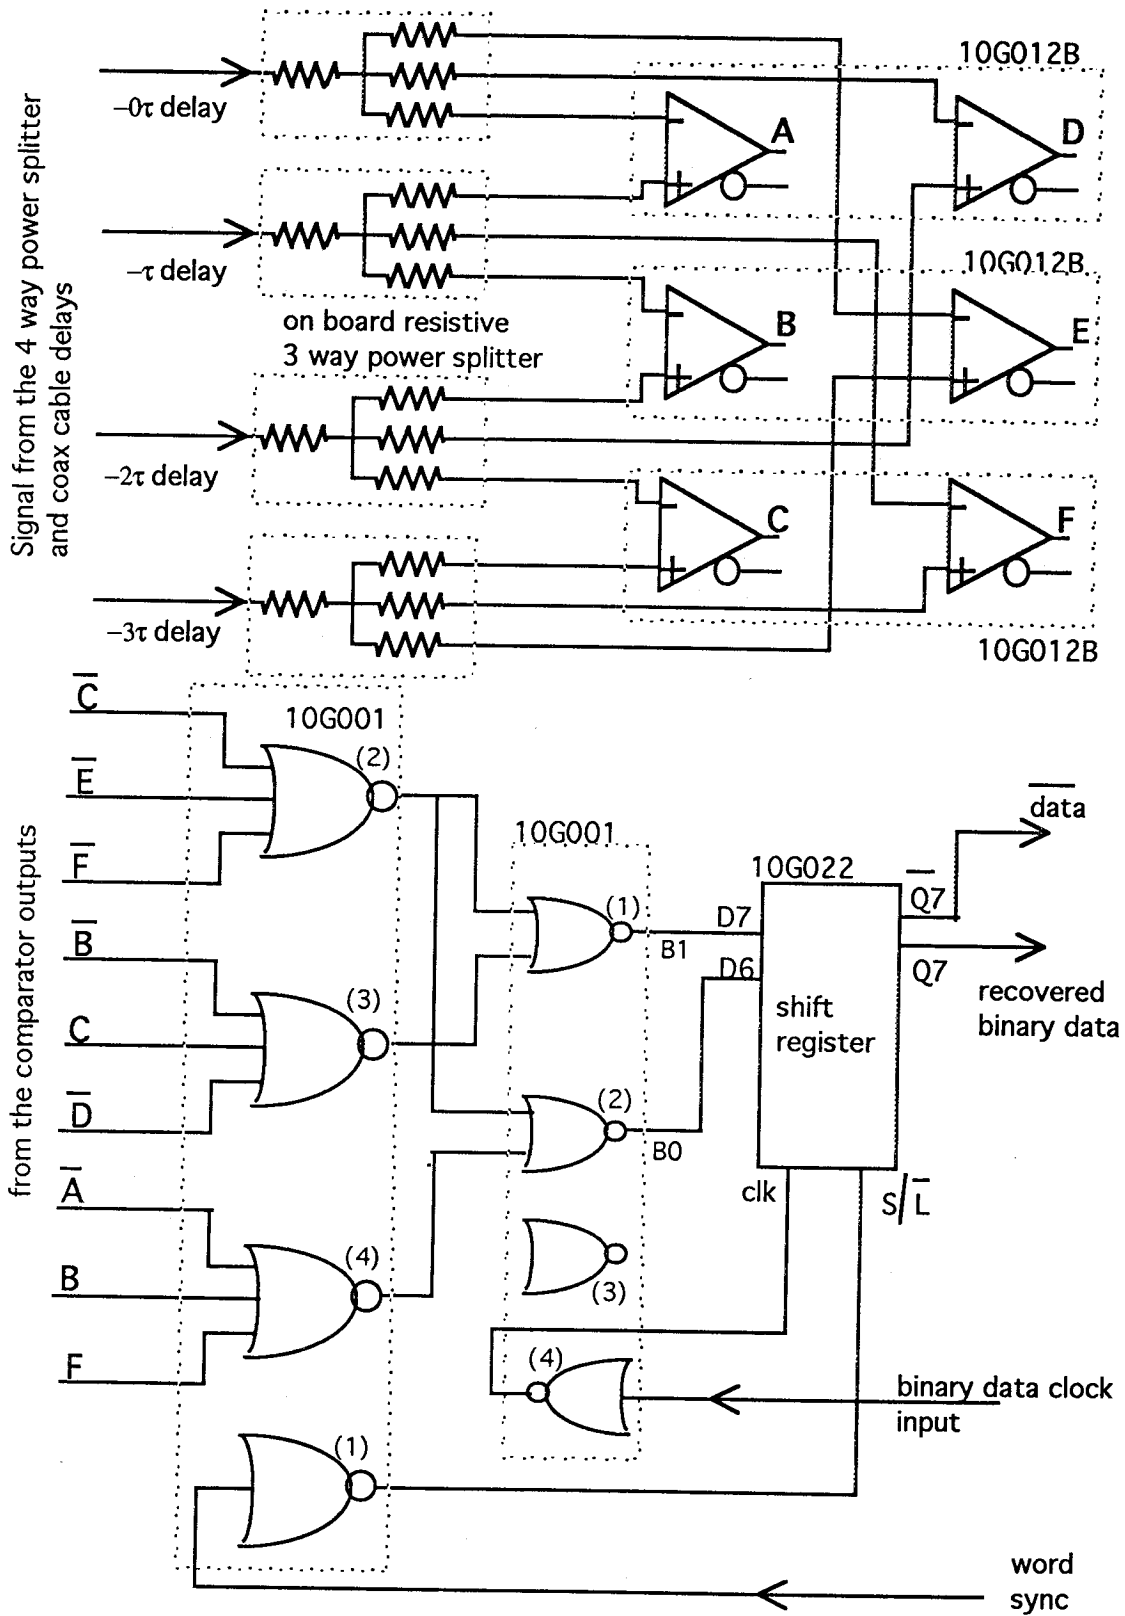 10G012B
–0τ delay
A
D
–τ delay
10G012B
on board resistive
3 way power splitter
B
E
–2τ delay
C
F
–3τ delay
10G012B
Signal from the 4 way power splitter
and coax cable delays
C̅
10G001
(2)
E̅
F̅
data̅
10G001
10G022
B̅
(1)
D7
Q̅7̅
B1
D6
Q7
(3)
C
shift
register
recovered
binary data
D̅
(2)
B0
A̅
clk
S/L̅
(4)
B
(3)
F
(4)
binary data clock
input
(1)
word
sync
from the comparator outputs